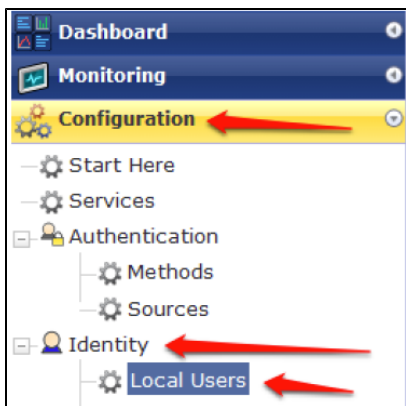 Dashboard
Monitoring
Configuration
Start Here
Services
Authentication
Methods
Sources
Identity
Local Users